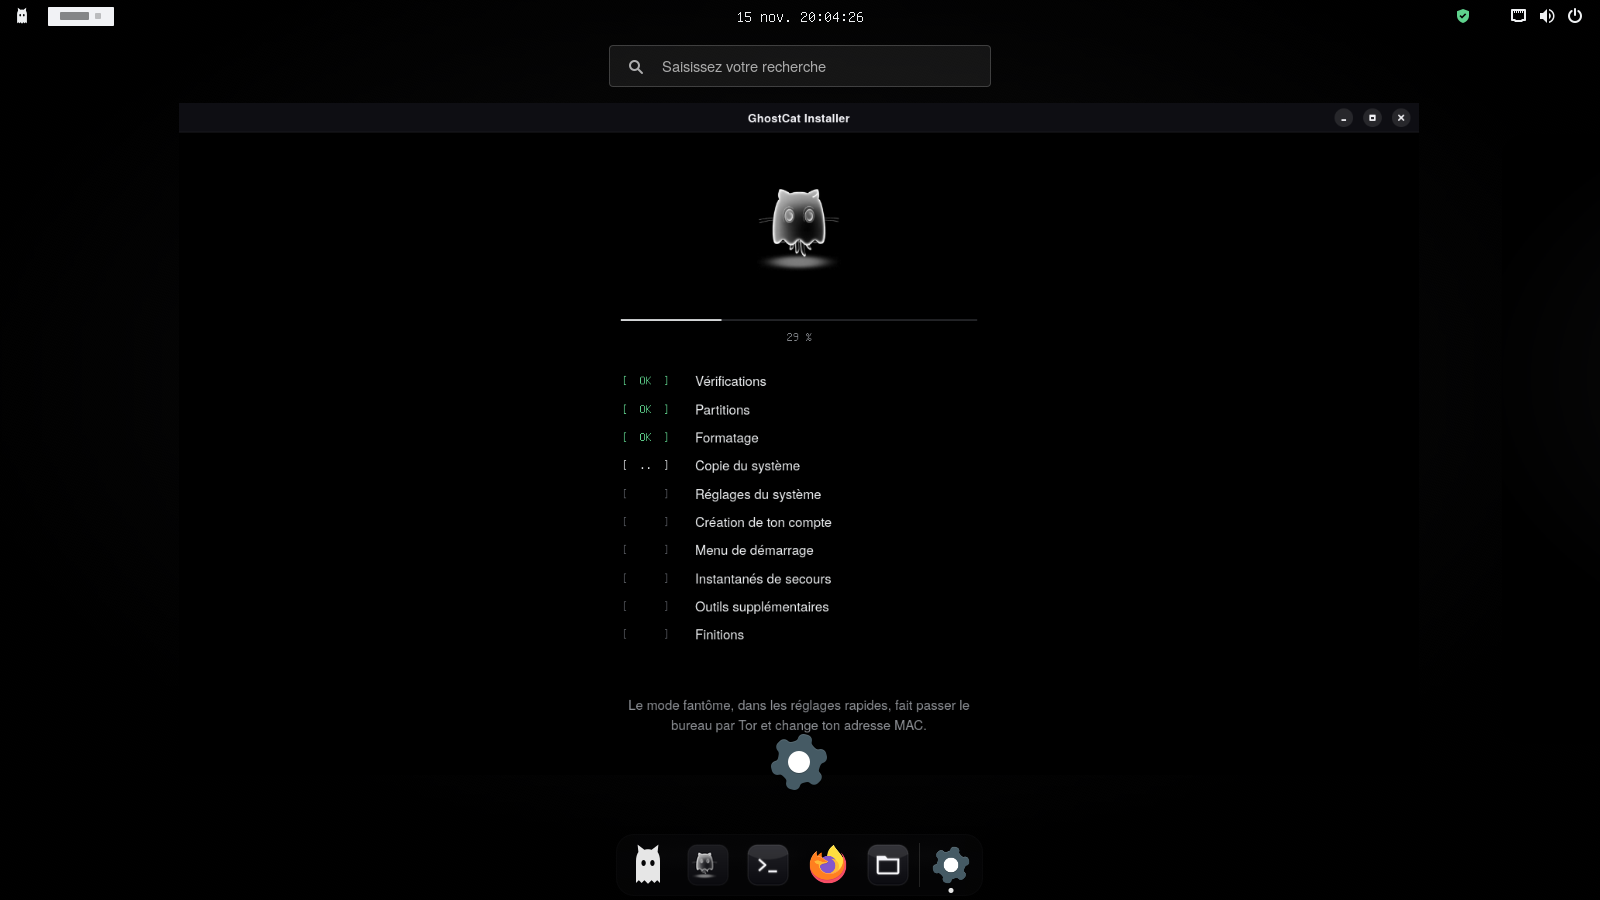 15 nov. 20:04:26
Saisissez votre recherche
GhostCat Installer
29 %
[ OK ] Vérifications
[ OK ] Partitions
[ OK ] Formatage
[ .. ] Copie du système
[ ] Réglages du système
[ ] Création de ton compte
[ ] Menu de démarrage
[ ] Instantanés de secours
[ ] Outils supplémentaires
[ ] Finitions
Le mode fantôme, dans les réglages rapides, fait passer le
bureau par Tor et change ton adresse MAC.